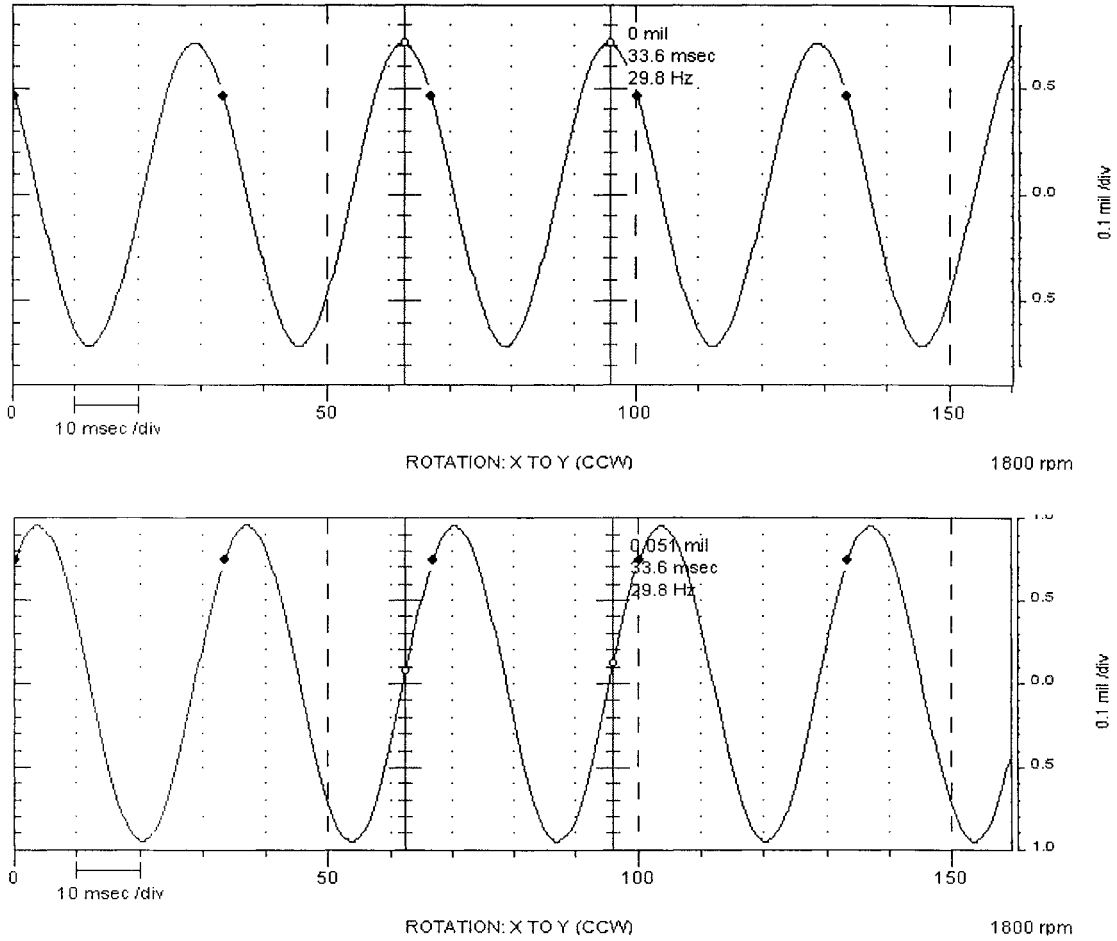 0 mil
33.6 msec
29.8 Hz
0.5
0.0
0.5
0.1 mil /div
0
50
100
150
10 msec /div
ROTATION: X TO Y (CCW)
1800 rpm
1.0
0.051 mil
33.6 msec
29.8 Hz
0.5
0.0
0.5
1.0
0.1 mil /div
0
50
100
150
10 msec /div
ROTATION: X TO Y (CCW)
1800 rpm